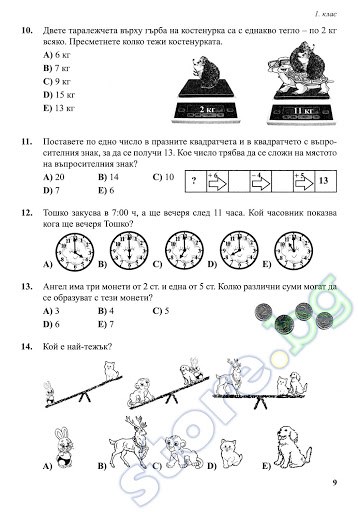 1. клас
10. Двете таралежчета върху гърба на костенурка са с еднакво тегло – по 2 кг
всяко. Пресметнете колко тежи костенурката.
А) 6 кг
B) 7 кг
C) 9 кг
D) 15 кг
E) 13 кг
2 кг
11 кг
11. Поставете по едно число в празните квадратчета и в квадратчето с въпро-
сителния знак, за да се получи 13. Кое число трябва да се сложи на мястото
на въпросителния знак?
А) 20 B) 14 C) 10
D) 7 E) 6
? + 6 – 4 + 5 13
12. Тошко закусва в 7:00 ч, а ще вечеря след 11 часа. Кой часовник показва
кога ще вечеря Тошко?
А) B) C) D) E)
13. Ангел има три монети от 2 ст. и една от 5 ст. Колко различни суми могат да
се образуват с тези монети?
А) 3 B) 4 C) 5
D) 6 E) 7
14. Кой е най-тежък?
А) B) C) D) E)
9
store.bg